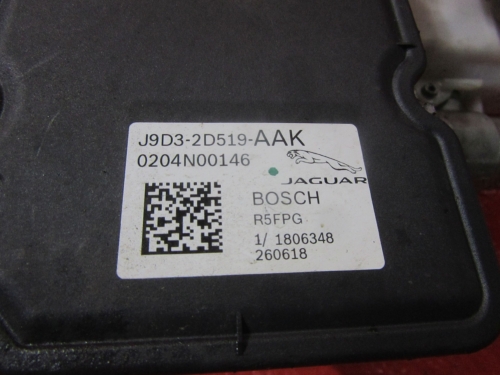 J9D3-2D519-AAK
0204N00146
JAGUAR
BOSCH
R5FPG
1/ 1806348
260618